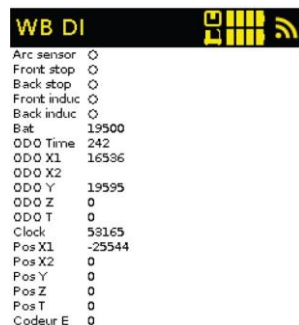 WB DI
Arc sensor
Front stop
Back stop
Front induc
Back induc
Bat 19500
ODO Time 242
ODO X1 16536
ODO X2
ODO Y 19595
ODO Z 0
ODO T 0
Clock 53165
Pos X1 -25544
Pos X2 0
Pos Y 0
Pos Z 0
Pos T 0
Codeur E 0